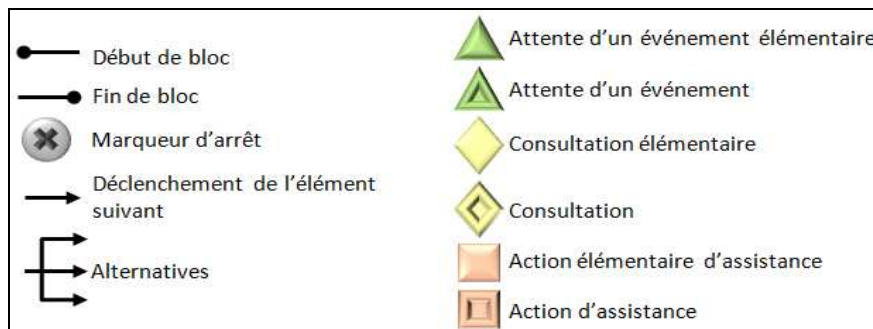 Début de bloc
Fin de bloc
Marqueur d'arrêt
Déclenchement de l'élément
suivant
Alternatives
Attente d'un événement élémentaire
Attente d'un événement
Consultation élémentaire
Consultation
Action élémentaire d'assistance
Action d'assistance